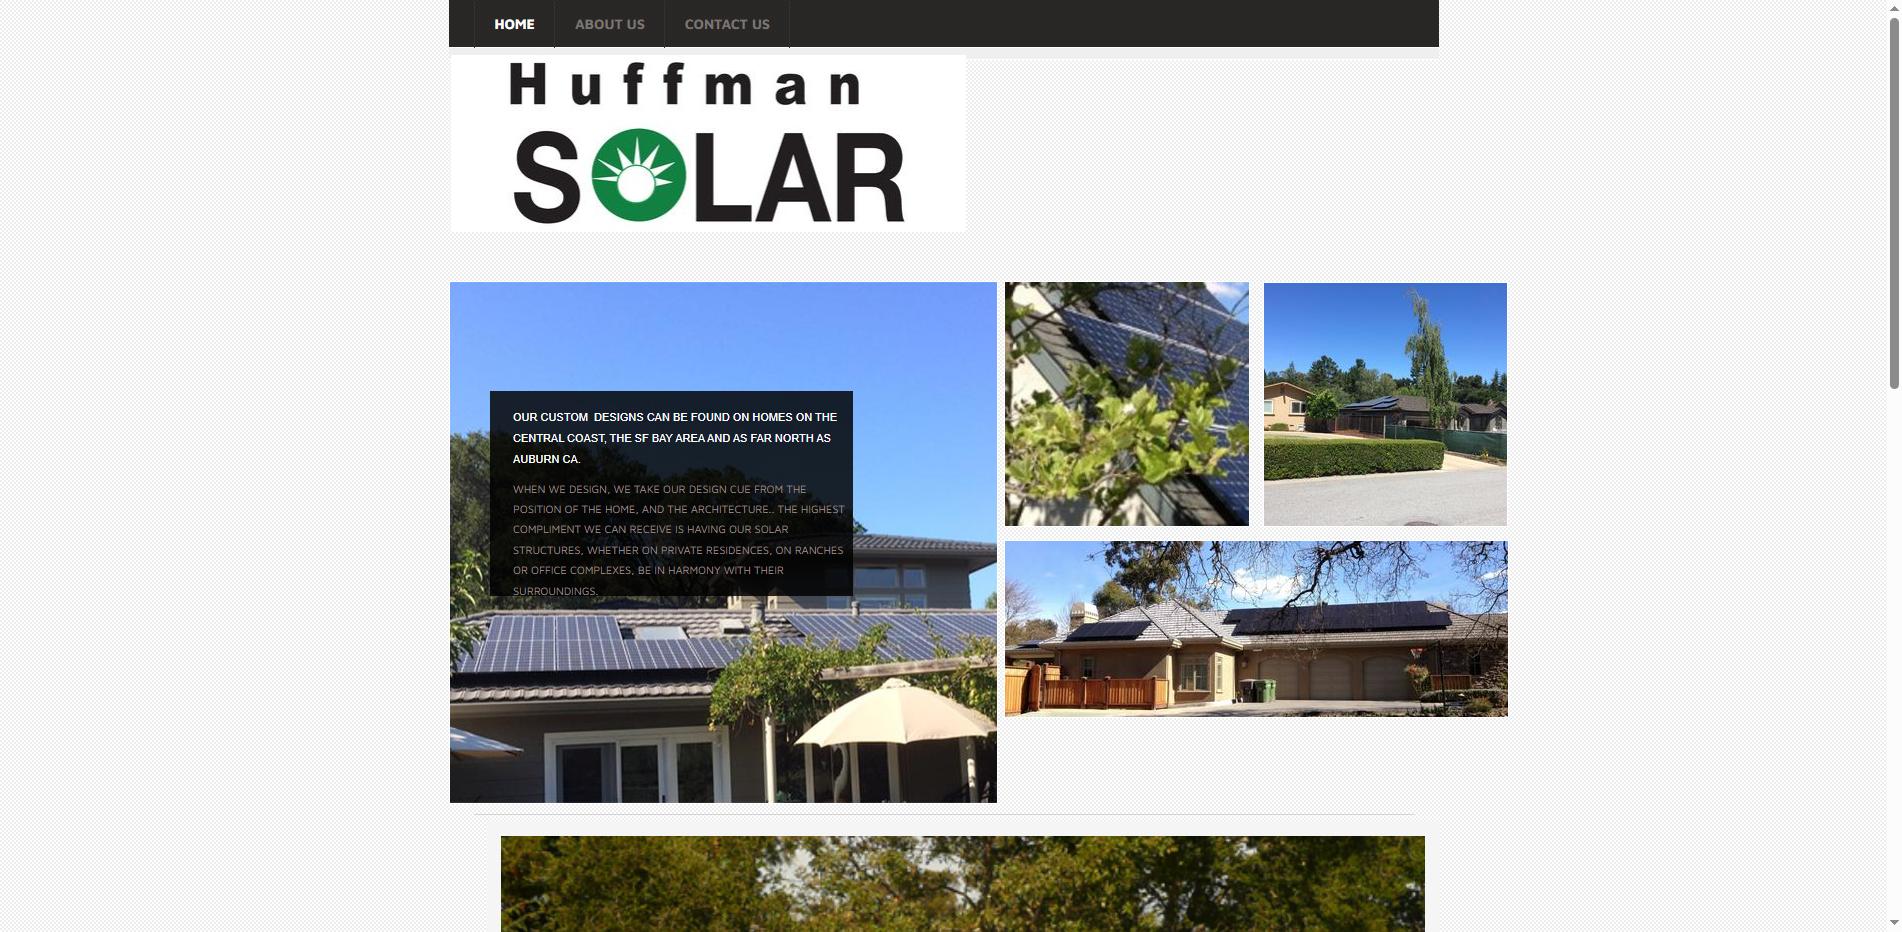 HOME
ABOUT US
CONTACT US
Huffman
SOLAR
OUR CUSTOM  DESIGNS CAN BE FOUND ON HOMES ON THE
CENTRAL COAST, THE SF BAY AREA AND AS FAR NORTH AS
AUBURN CA.
WHEN WE DESIGN, WE TAKE OUR DESIGN CUE FROM THE
POSITION OF THE HOME, AND THE ARCHITECTURE.. THE HIGHEST
COMPLIMENT WE CAN RECEIVE IS HAVING OUR SOLAR
STRUCTURES, WHETHER ON PRIVATE RESIDENCES, ON RANCHES
OR OFFICE COMPLEXES, BE IN HARMONY WITH THEIR
SURROUNDINGS.